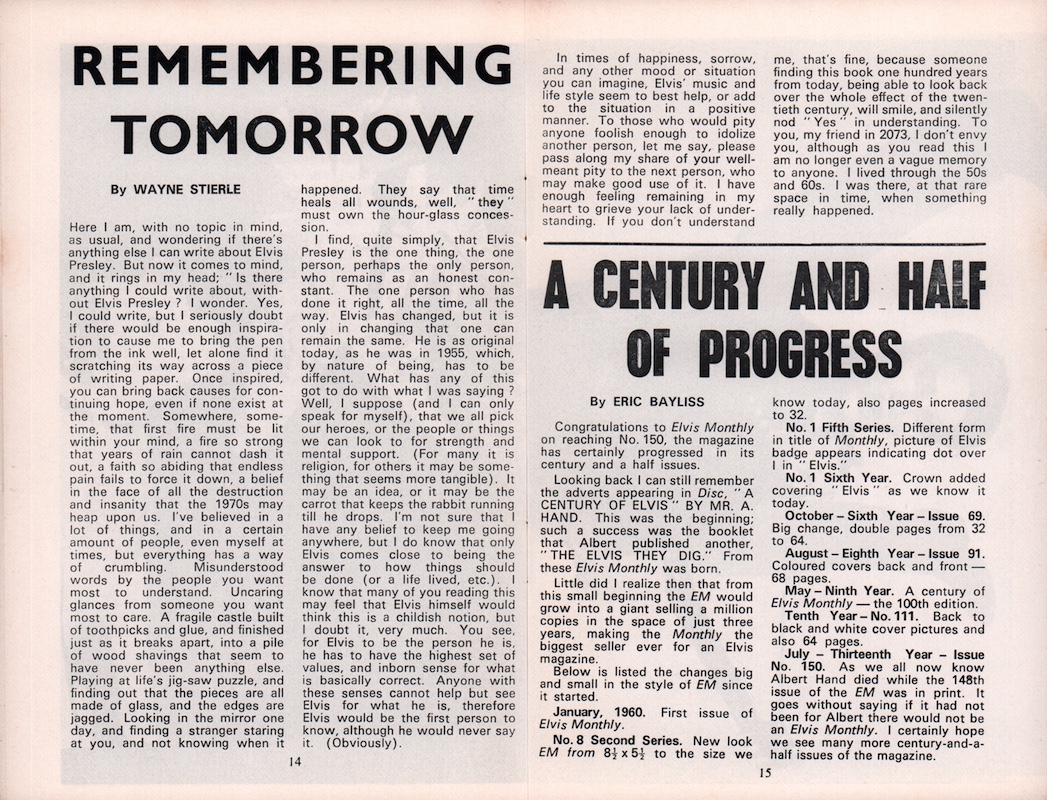 REMEMBERING
TOMORROW
By WAYNE STIERLE
Here I am, with no topic in mind,
as usual, and wondering if there's
anything else I can write about Elvis
Presley. But now it comes to mind,
and it rings in my head; " Is there
anything I could write about, with-
out Elvis Presley ? I wonder. Yes,
I could write, but I seriously doubt
if there would be enough inspira-
tion to cause me to bring the pen
from the ink well, let alone find it
scratching its way across a piece
of writing paper. Once inspired,
you can bring back causes for con-
tinuing hope, even if none exist at
the moment. Somewhere, some-
time, that first fire must be lit
within your mind, a fire so strong
that years of rain cannot dash it
out, a faith so abiding that endless
pain fails to force it down, a belief
in the face of all the destruction
and insanity that the 1970s may
heap upon us. I've believed in a
lot of things, and in a certain
amount of people, even myself at
times, but everything has a way
of crumbling. Misunderstood
words by the people you want
most to understand. Uncaring
glances from someone you want
most to care. A fragile castle built
of toothpicks and glue, and finished
just as it breaks apart, into a pile
of wood shavings that seem to
have never been anything else.
Playing at life's jig-saw puzzle, and
finding out that the pieces are all
made of glass, and the edges are
jagged. Looking in the mirror one
day, and finding a stranger staring
at you, and not knowing when it
happened. They say that time
heals all wounds, well, " they "
must own the hour-glass conces-
sion.
I find, quite simply, that Elvis
Presley is the one thing, the one
person, perhaps the only person,
who remains as an honest con-
stant. The one person who has
done it right, all the time, all the
way. Elvis has changed, but it is
only in changing that one can
remain the same. He is as original
today, as he was in 1955, which,
by nature of being, has to be
different. What has any of this
got to do with what I was saying ?
Well, I suppose (and I can only
speak for myself), that we all pick
our heroes, or the people or things
we can look to for strength and
mental support. (For many it is
religion, for others it may be some-
thing that seems more tangible). It
may be an idea, or it may be the
carrot that keeps the rabbit running
till he drops. I'm not sure that I
have any belief to keep me going
anywhere, but I do know that only
Elvis comes close to being the
answer to how things should
be done (or a life lived, etc.). I
know that many of you reading this
may feel that Elvis himself would
think this is a childish notion, but
I doubt it, very much. You see,
for Elvis to be the person he is,
he has to have the highest set of
values, and inborn sense for what
is basically correct. Anyone with
these senses cannot help but see
Elvis for what he is, therefore
Elvis would be the first person to
know, although he would never say
it. (Obviously).
14
In times of happiness, sorrow,
and any other mood or situation
you can imagine, Elvis' music and
life style seem to best help, or add
to the situation in a positive
manner. To those who would pity
anyone foolish enough to idolize
another person, let me say, please
pass along my share of your well-
meant pity to the next person, who
may make good use of it. I have
enough feeling remaining in my
heart to grieve your lack of under-
standing. If you don't understand
me, that's fine, because someone
finding this book one hundred years
from today, being able to look back
over the whole effect of the twen-
tieth century, will smile, and silently
nod " Yes " in understanding. To
you, my friend in 2073, I don't envy
you, although as you read this I
am no longer even a vague memory
to anyone. I lived through the 50s
and 60s. I was there, at that rare
space in time, when something
really happened.
A CENTURY AND HALF
OF PROGRESS
By ERIC BAYLISS
Congratulations to Elvis Monthly
on reaching No. 150, the magazine
has certainly progressed in its
century and a half issues.
Looking back I can still remember
the adverts appearing in Disc, " A
CENTURY OF ELVIS " BY MR. A.
HAND. This was the beginning;
such a success was the booklet
that Albert published another,
" THE ELVIS THEY DIG." From
these Elvis Monthly was born.
Little did I realize then that from
this small beginning the EM would
grow into a giant selling a million
copies in the space of just three
years, making the Monthly the
biggest seller ever for an Elvis
magazine.
Below is listed the changes big
and small in the style of EM since
it started.
January, 1960. First issue of
Elvis Monthly.
No. 8 Second Series. New look
EM from 8½ x 5½ to the size we
know today, also pages increased
to 32.
No. 1 Fifth Series. Different form
in title of Monthly, picture of Elvis
badge appears indicating dot over
I in " Elvis."
No. 1 Sixth Year. Crown added
covering " Elvis " as we know it
today.
October – Sixth Year – Issue 69.
Big change, double pages from 32
to 64.
August – Eighth Year – Issue 91.
Coloured covers back and front —
68 pages.
May – Ninth Year. A century of
Elvis Monthly — the 100th edition.
Tenth Year – No. 111. Back to
black and white cover pictures and
also 64 pages.
July – Thirteenth Year – Issue
No. 150. As we all now know
Albert Hand died while the 148th
issue of the EM was in print. It
goes without saying if it had not
been for Albert there would not be
an Elvis Monthly. I certainly hope
we see many more century-and-a-
half issues of the magazine.
15